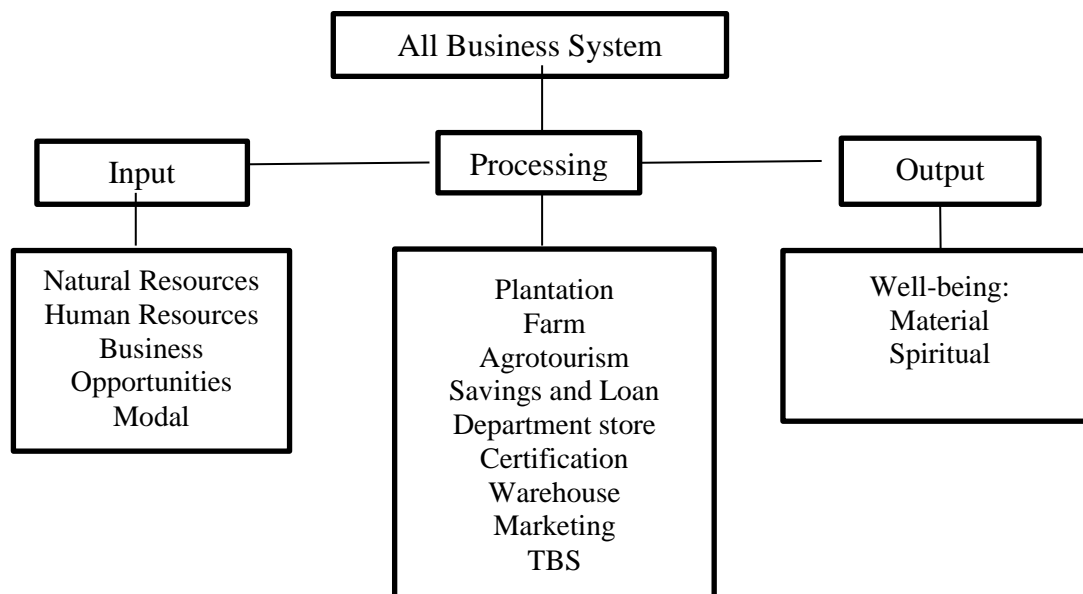 All Business System
Input
Processing
Output
Natural Resources
Human Resources
Business
Opportunities
Modal
Plantation
Farm
Agrotourism
Savings and Loan
Department store
Certification
Warehouse
Marketing
TBS
Well-being:
Material
Spiritual